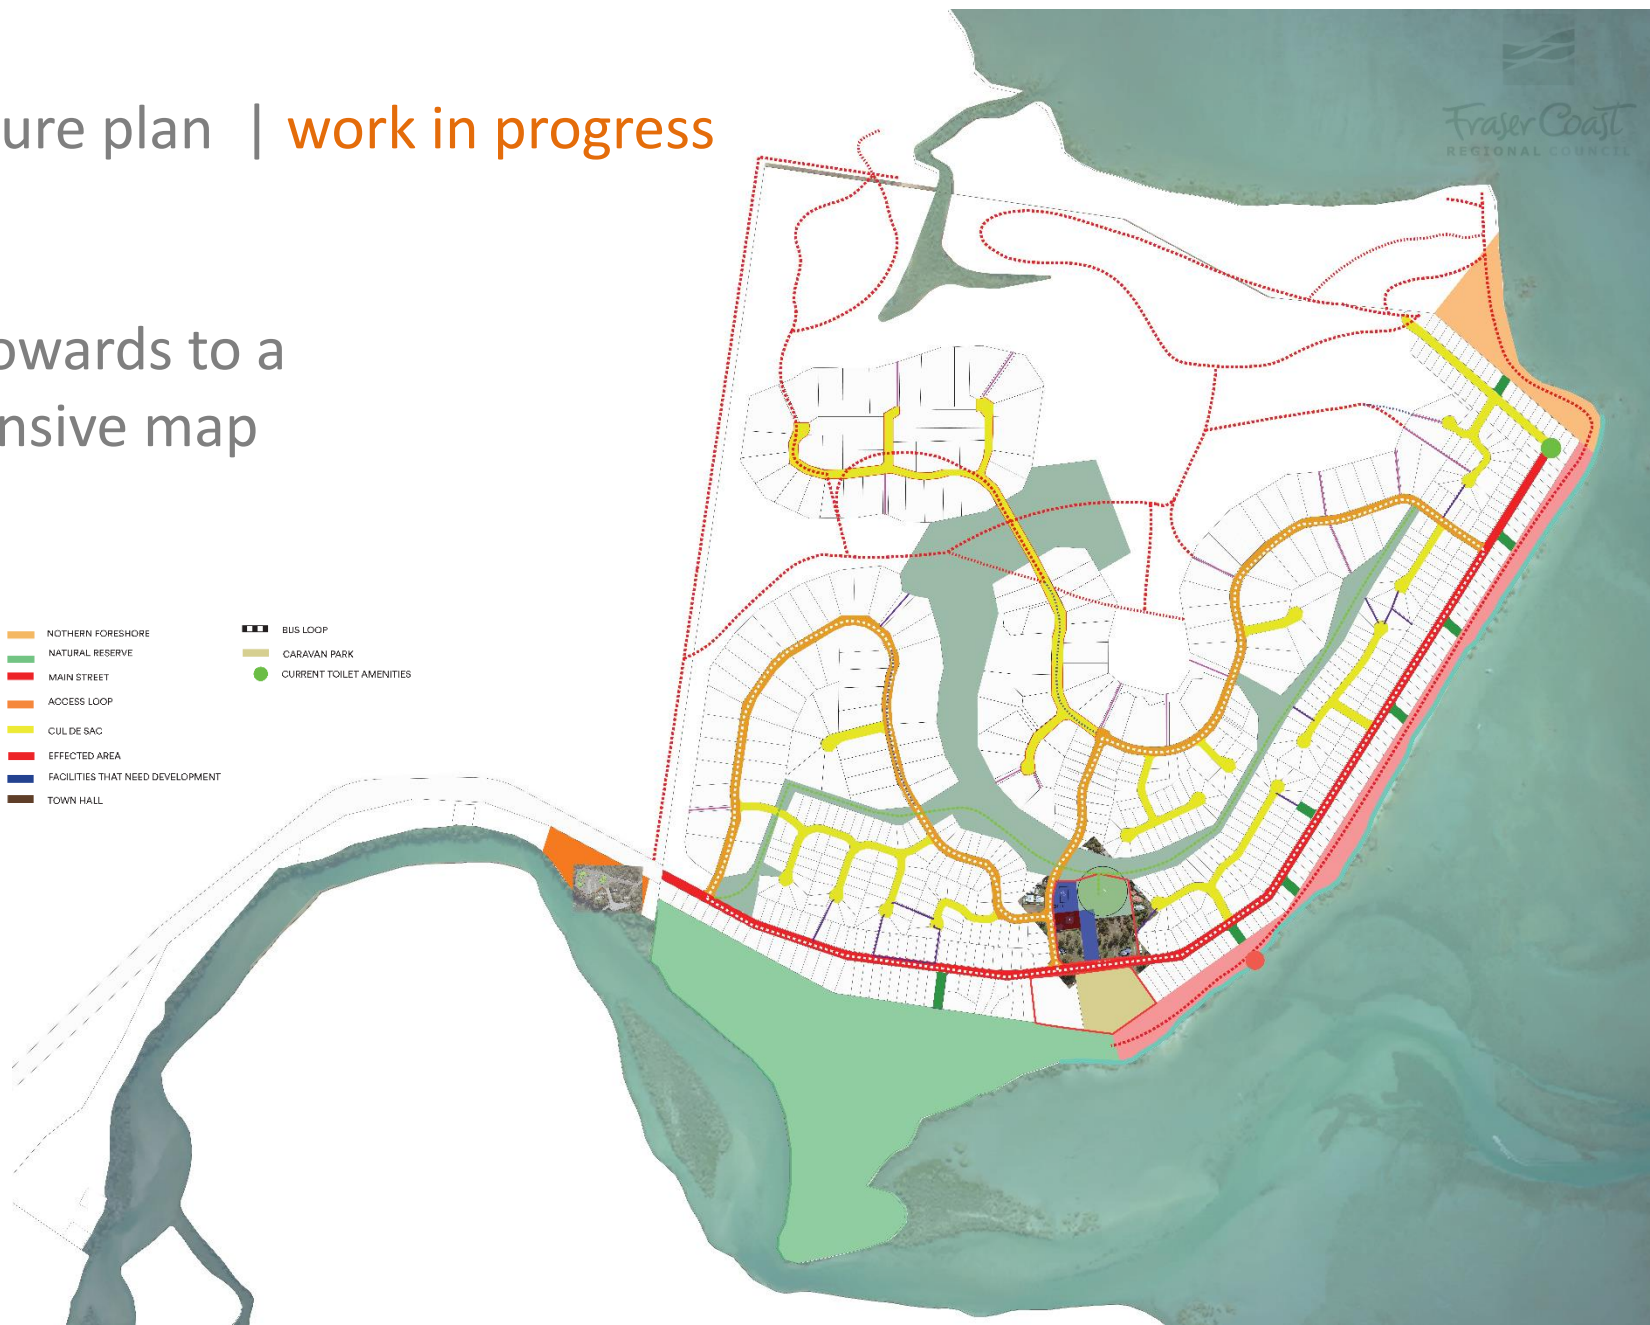 ure plan | work in progress
owards to a
nsive map
NOTHERN FORESHORE
NATURAL RESERVE
MAIN STREET
ACCESS LOOP
CUL DE SAC
EFFECTED AREA
FACILITIES THAT NEED DEVELOPMENT
TOWN HALL
BUS LOOP
CARAVAN PARK
CURRENT TOILET AMENITIES
Fraser Coast
REGIONAL COUNCIL